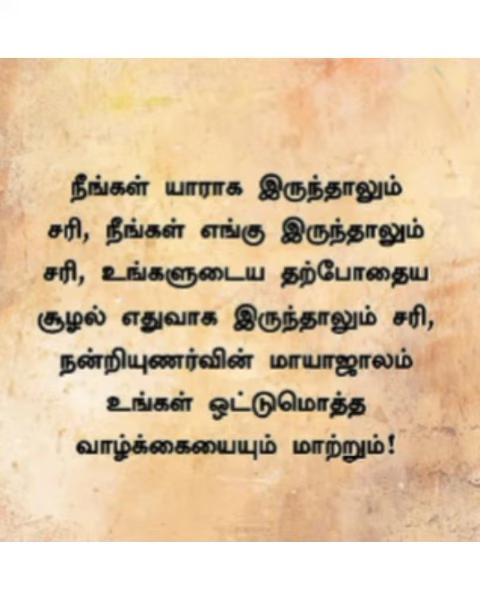 நீங்கள் யாராக இருந்தாலும்
சரி, நீங்கள் எங்கு இருந்தாலும்
சரி, உங்களுடைய தற்போதைய
சூழல் எதுவாக இருந்தாலும் சரி,
நன்றியுணர்வின் மாயாஜாலம்
உங்கள் ஒட்டுமொத்த
வாழ்க்கையையும் மாற்றும்!